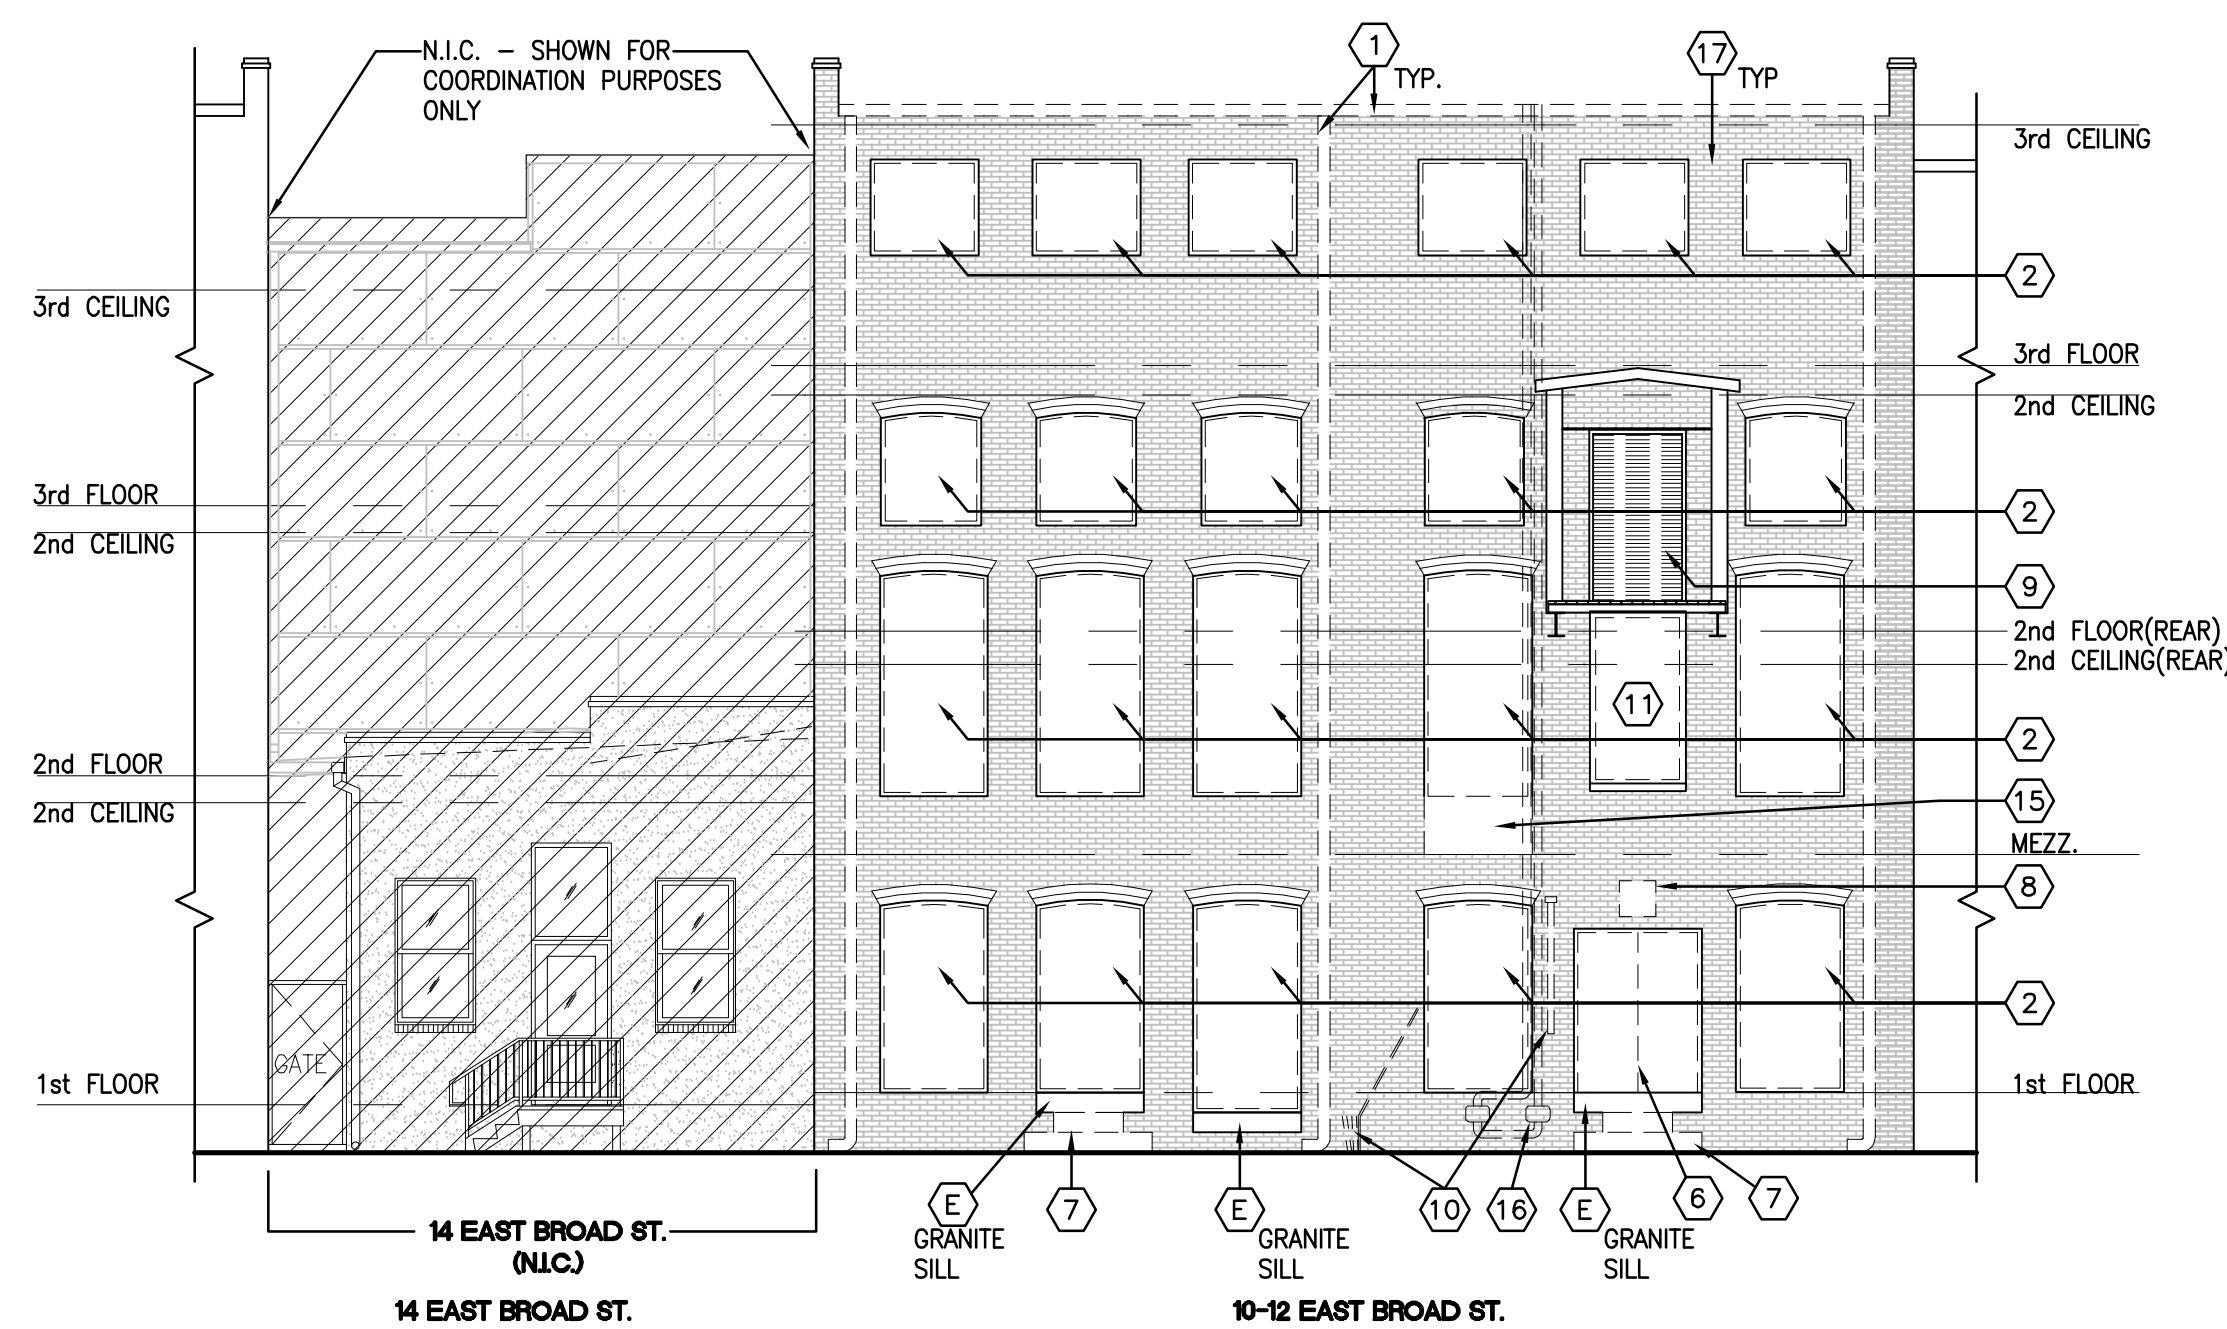 N.I.C. - SHOWN FOR
COORDINATION PURPOSES
ONLY
1
TYP.
17
TYP
3rd CEILING
2
3rd CEILING
3rd FLOOR
2nd CEILING
3rd FLOOR
2nd CEILING
2
9
2nd FLOOR(REAR)
2nd CEILING(REAR)
11
2
2nd FLOOR
2nd CEILING
15
MEZZ.
8
2
GATE
1st FLOOR
1st FLOOR
E
GRANITE
SILL
7
E
GRANITE
SILL
10
16
E
GRANITE
SILL
6
7
14 EAST BROAD ST.
(N.I.C.)
14 EAST BROAD ST.
10-12 EAST BROAD ST.